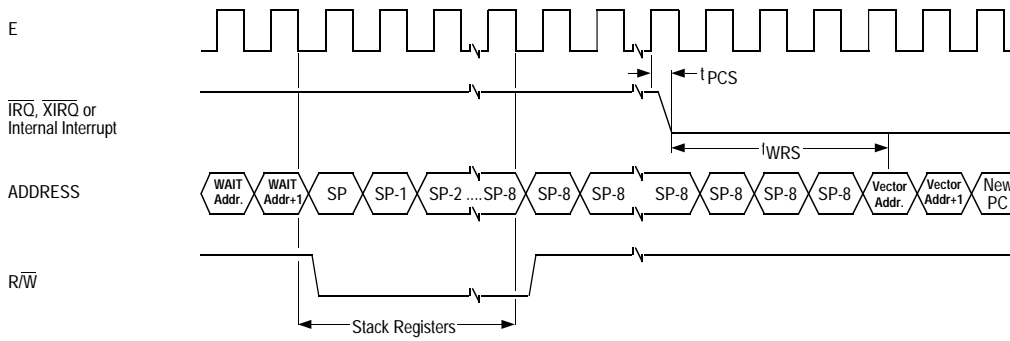 E
tPCS
IRQ, XIRQ or
Internal Interrupt
tWRS
ADDRESS
WAIT Addr. WAIT Addr+1 SP SP-1 SP-2 ....SP-8 SP-8 SP-8 SP-8 SP-8 SP-8 SP-8 Vector Addr. Vector Addr+1 New PC
R/W
Stack Registers